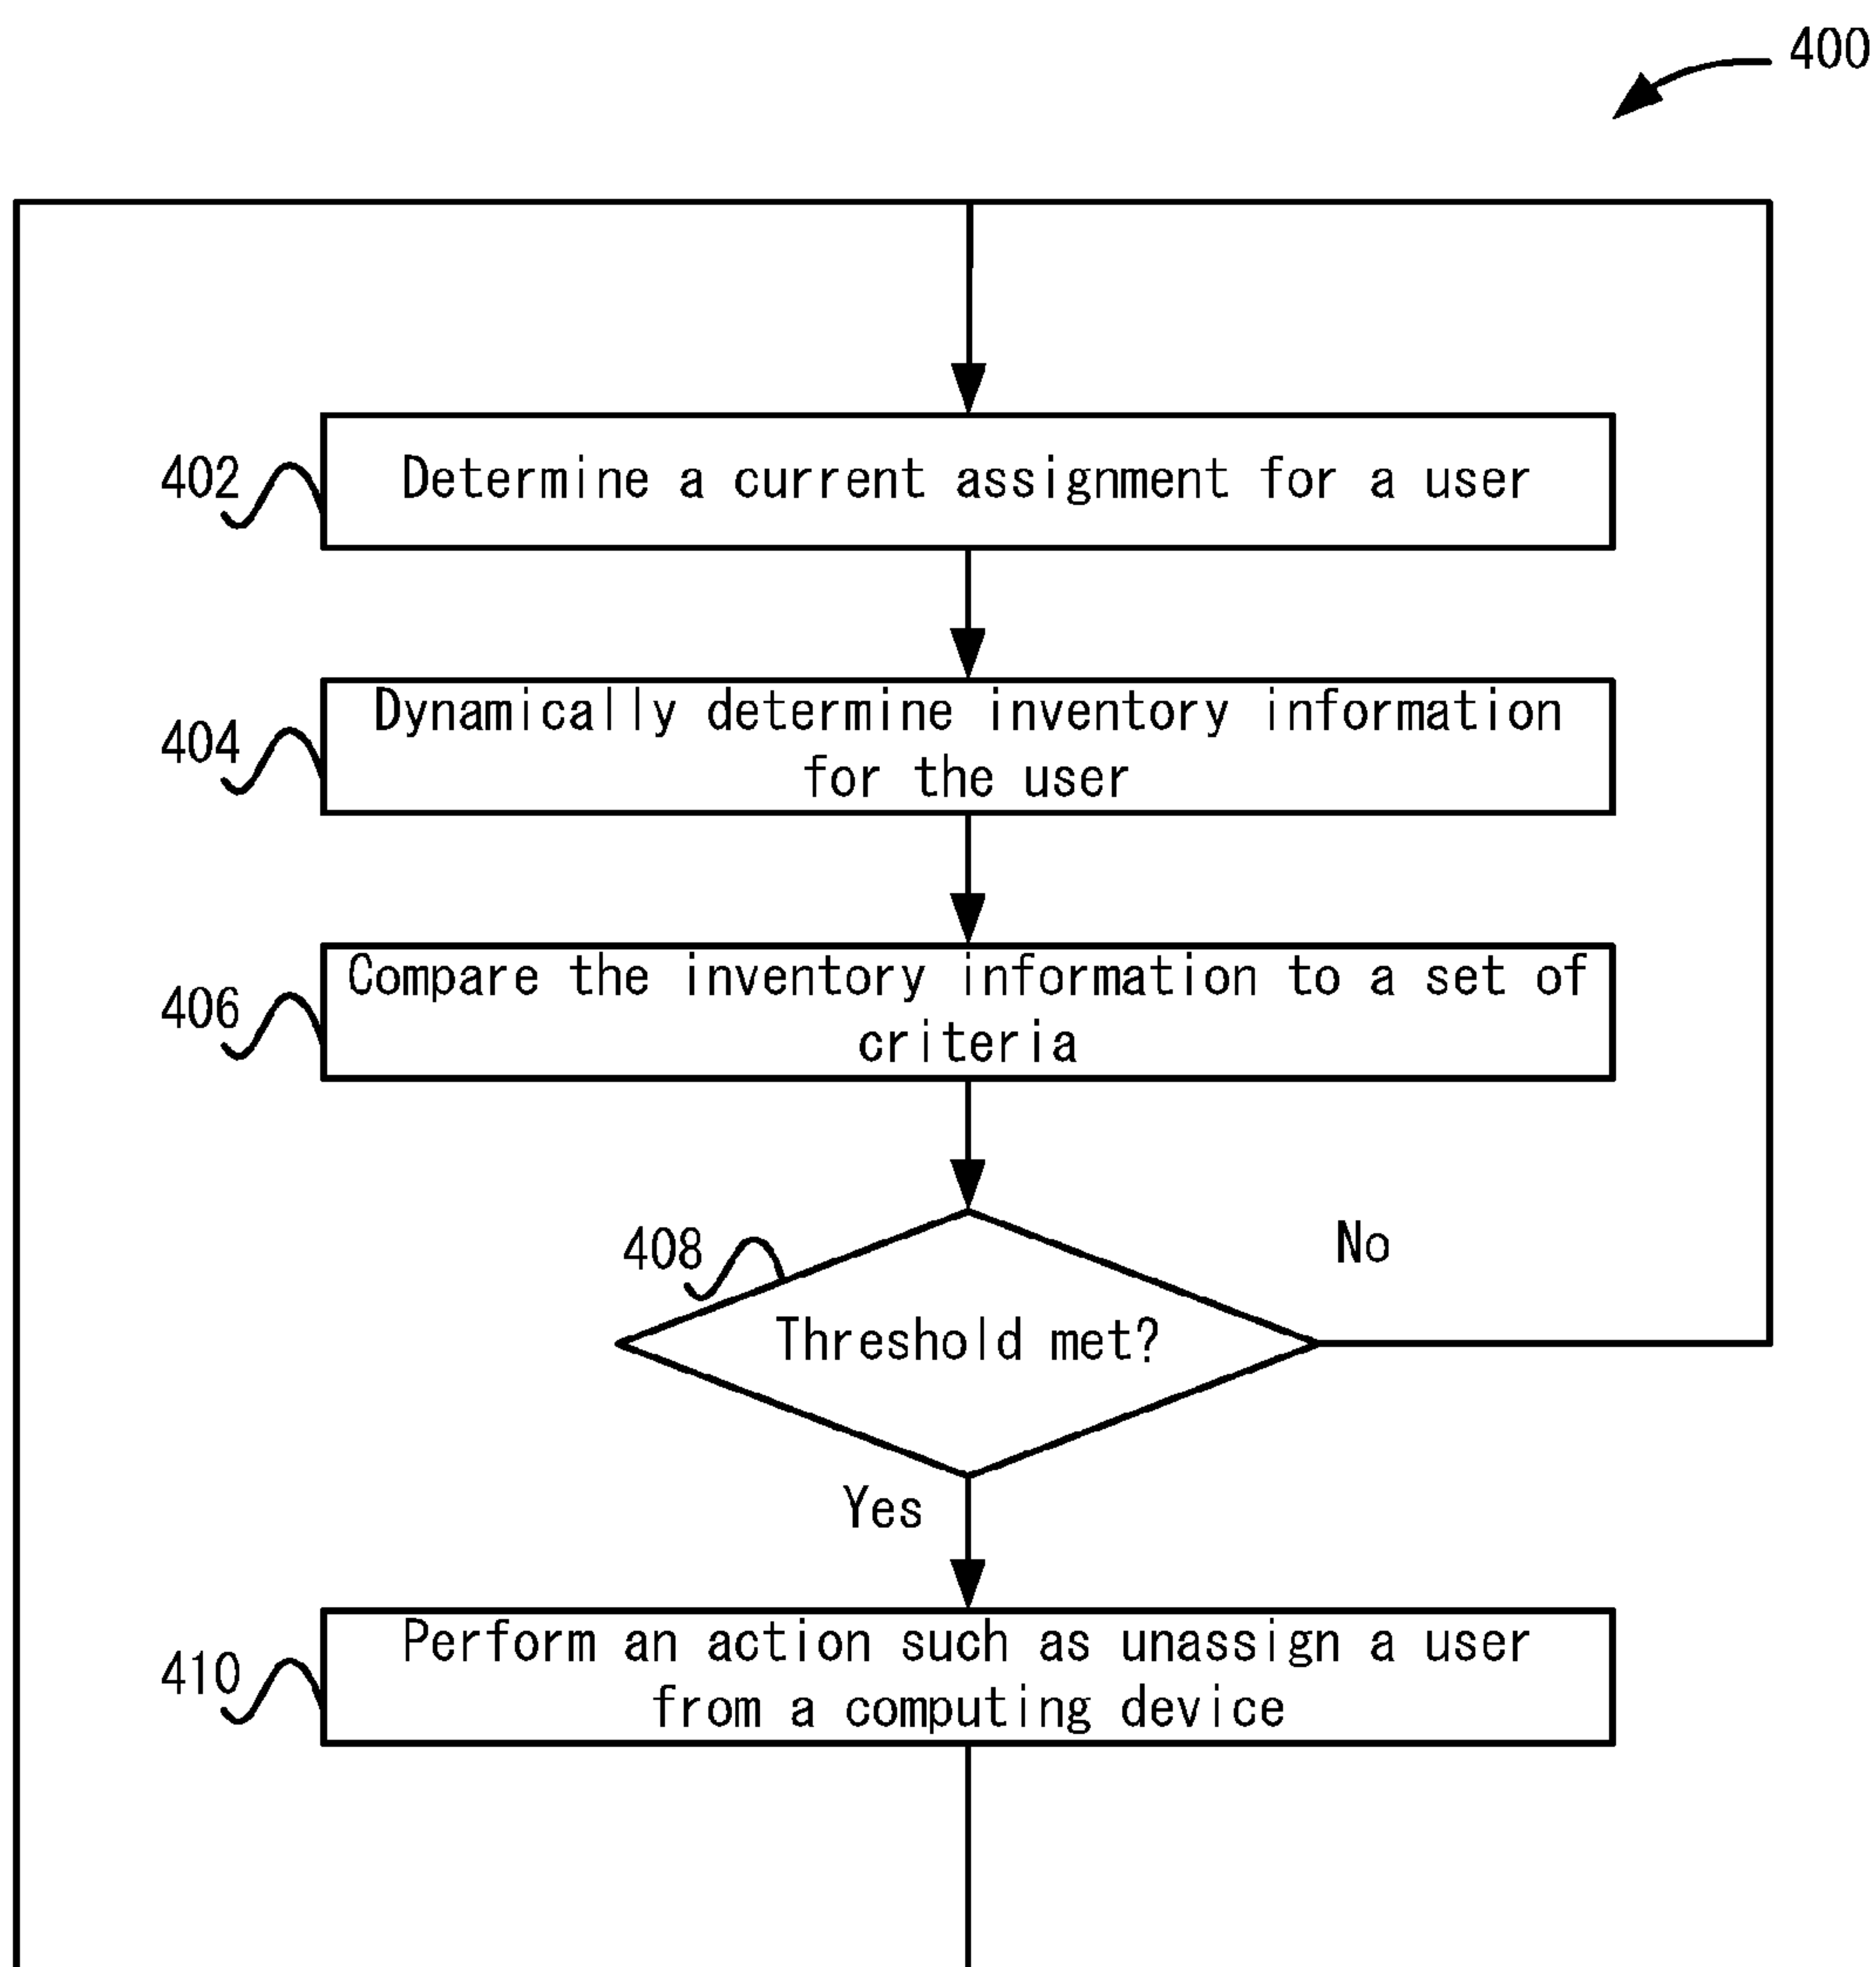 400
402
Determine a current assignment for a user
404
Dynamically determine inventory information
for the user
406
Compare the inventory information to a set of
criteria
408
No
Threshold met?
Yes
410
Perform an action such as unassign a user
from a computing device